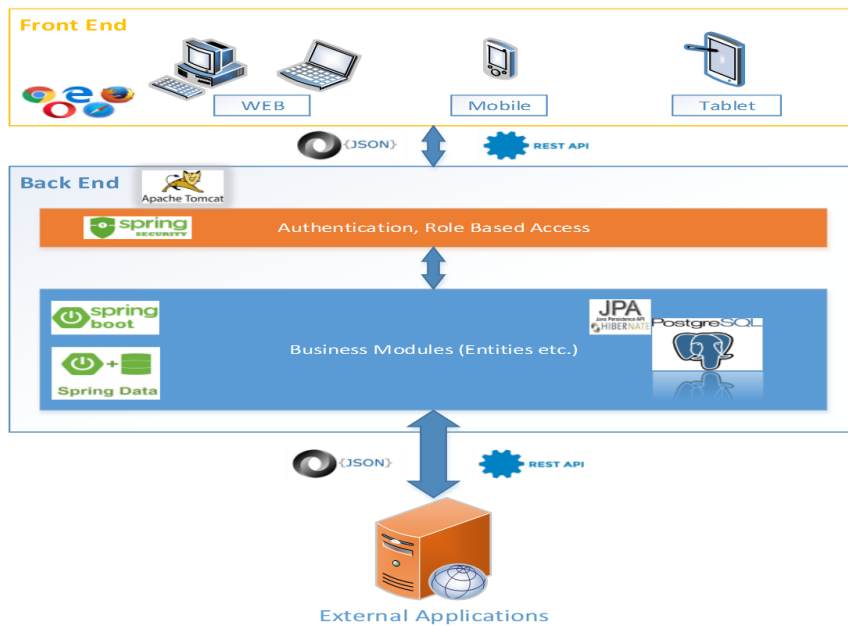 Front End
WEB
Mobile
Tablet
{JSON}
REST API
Back End
Apache Tomcat
spring
SECURITY
Authentication, Role Based Access
spring
boot
JPA
Java Persistence API
HIBERNATE
PostgreSQL
Business Modules (Entities etc.)
+
Spring Data
{JSON}
REST API
External Applications